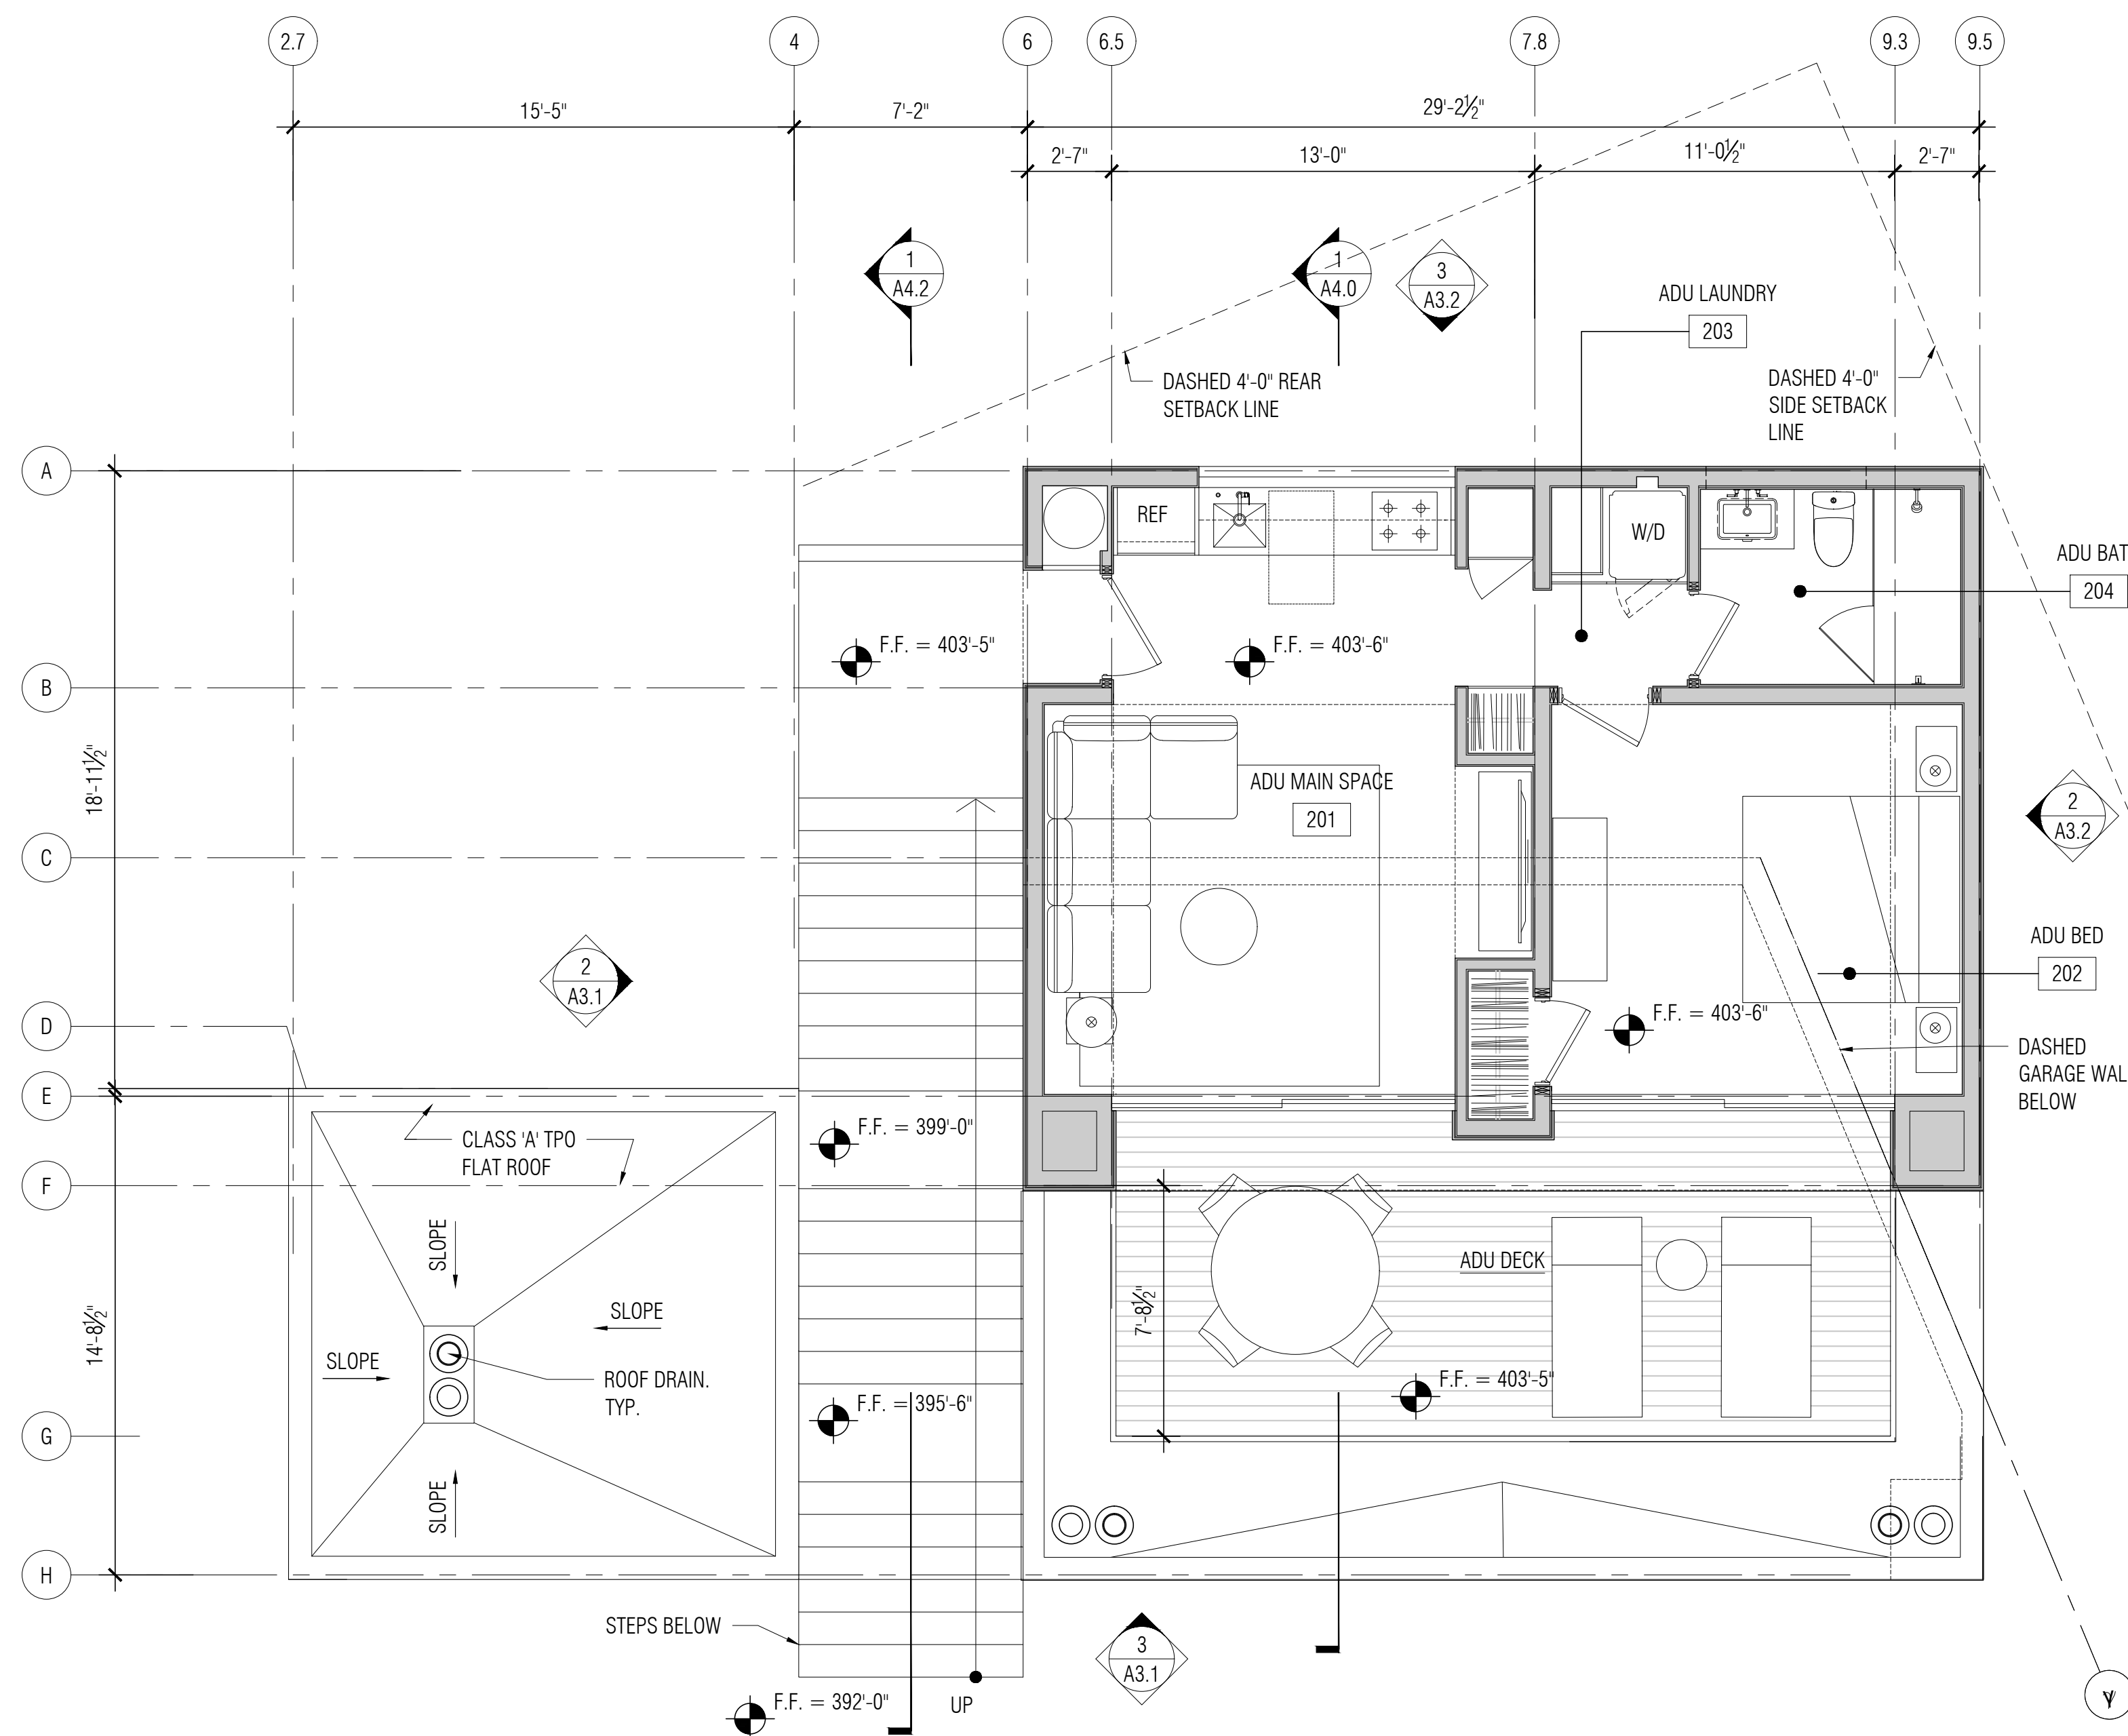 2.7
4
6
6.5
7.8
9.3
9.5
15'-5"
7'-2"
29'-2½"
2'-7"
13'-0"
11'-0½"
2'-7"
1
A4.2
1
A4.0
3
A3.2
ADU LAUNDRY
203
DASHED 4'-0" REAR
SETBACK LINE
DASHED 4'-0"
SIDE SETBACK
LINE
A
REF
W/D
ADU BAT
204
F.F. = 403'-5"
F.F. = 403'-6"
B
18'-11½"
ADU MAIN SPACE
201
2
A3.2
C
ADU BED
202
2
A3.1
F.F. = 403'-6"
D
DASHED
GARAGE WAL
BELOW
E
CLASS 'A' TPO
FLAT ROOF
F.F. = 399'-0"
F
SLOPE
ADU DECK
7'-8½"
14'-8½"
SLOPE
SLOPE
ROOF DRAIN.
TYP.
F.F. = 403'-5"
F.F. = 395'-6"
G
SLOPE
H
STEPS BELOW
3
A3.1
F.F. = 392'-0"
UP